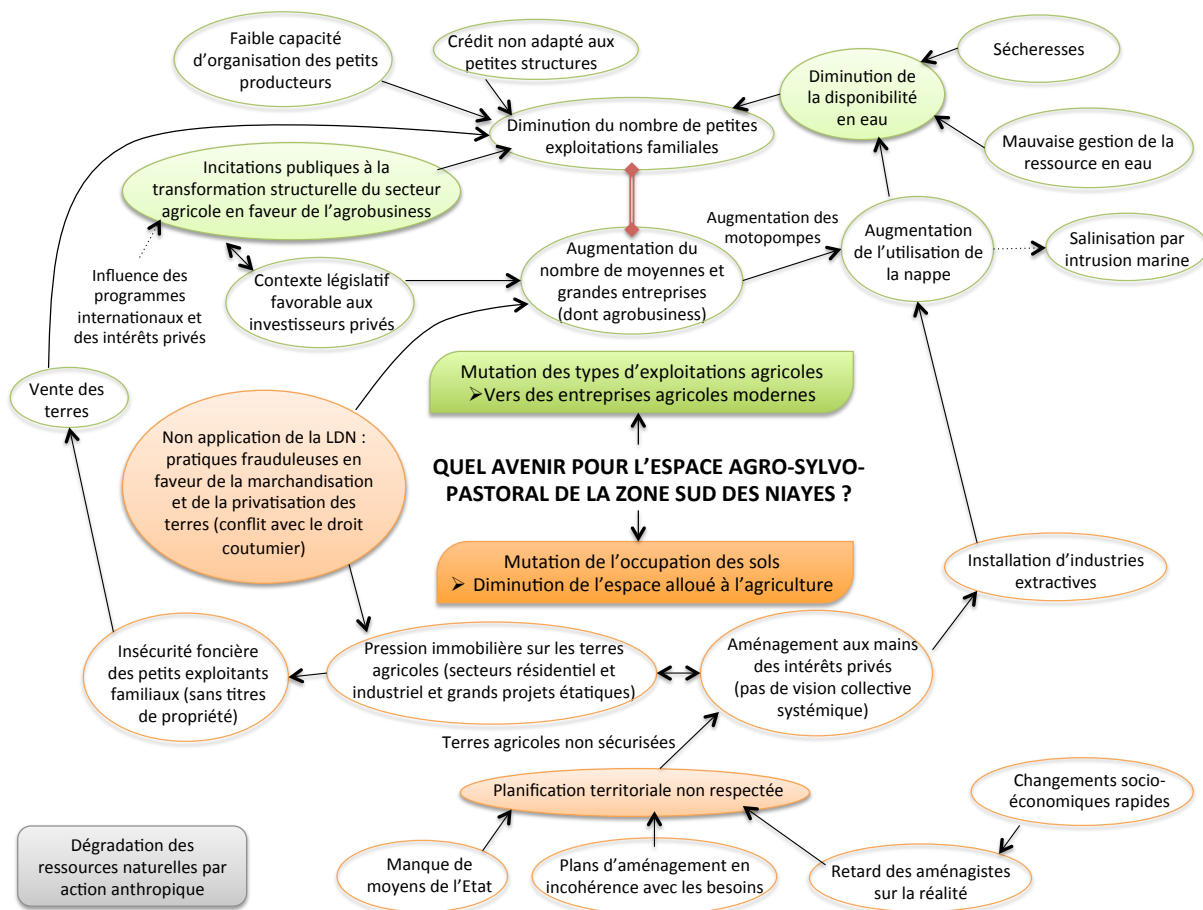 Faible capacité
d'organisation des petits
producteurs
Crédit non adapté aux
petites structures
Sécheresses
Diminution de
la disponibilité
en eau
Mauvaise gestion de la
ressource en eau
Diminution du nombre de petites
exploitations familiales
Incitations publiques à la
transformation structurelle du secteur
agricole en faveur de l'agrobusiness
Augmentation des
motopompes
Augmentation
de l'utilisation de
la nappe
Salinisation par
intrusion marine
Influence des
programmes
internationaux et
des intérêts privés
Contexte législatif
favorable aux
investisseurs privés
Augmentation du
nombre de moyennes et
grandes entreprises
(dont agrobusiness)
Vente des
terres
Mutation des types d'exploitations agricoles
➢Vers des entreprises agricoles modernes
Non application de la LDN :
pratiques frauduleuses en
faveur de la marchandisation
et de la privatisation des
terres (conflit avec le droit
coutumier)
QUEL AVENIR POUR L'ESPACE AGRO-SYLVO-
PASTORAL DE LA ZONE SUD DES NIAYES ?
Mutation de l'occupation des sols
➢ Diminution de l'espace alloué à l'agriculture
Installation d'industries
extractives
Insécurité foncière
des petits exploitants
familiaux (sans titres
de propriété)
Pression immobilière sur les terres
agricoles (secteurs résidentiel et
industriel et grands projets étatiques)
Aménagement aux mains
des intérêts privés
(pas de vision collective
systémique)
Terres agricoles non sécurisées
Planification territoriale non respectée
Changements socio-
économiques rapides
Dégradation des
ressources naturelles par
action anthropique
Manque de
moyens de l'Etat
Plans d'aménagement en
incohérence avec les besoins
Retard des aménagistes
sur la réalité